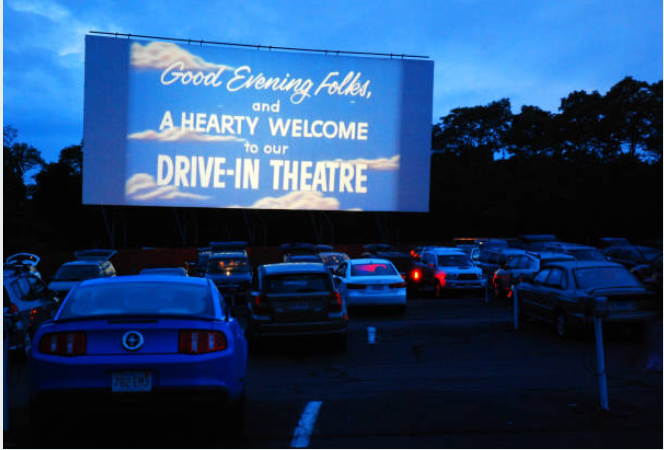 Good Evening Folks,
and
A HEARTY WELCOME
to our
DRIVE-IN THEATRE